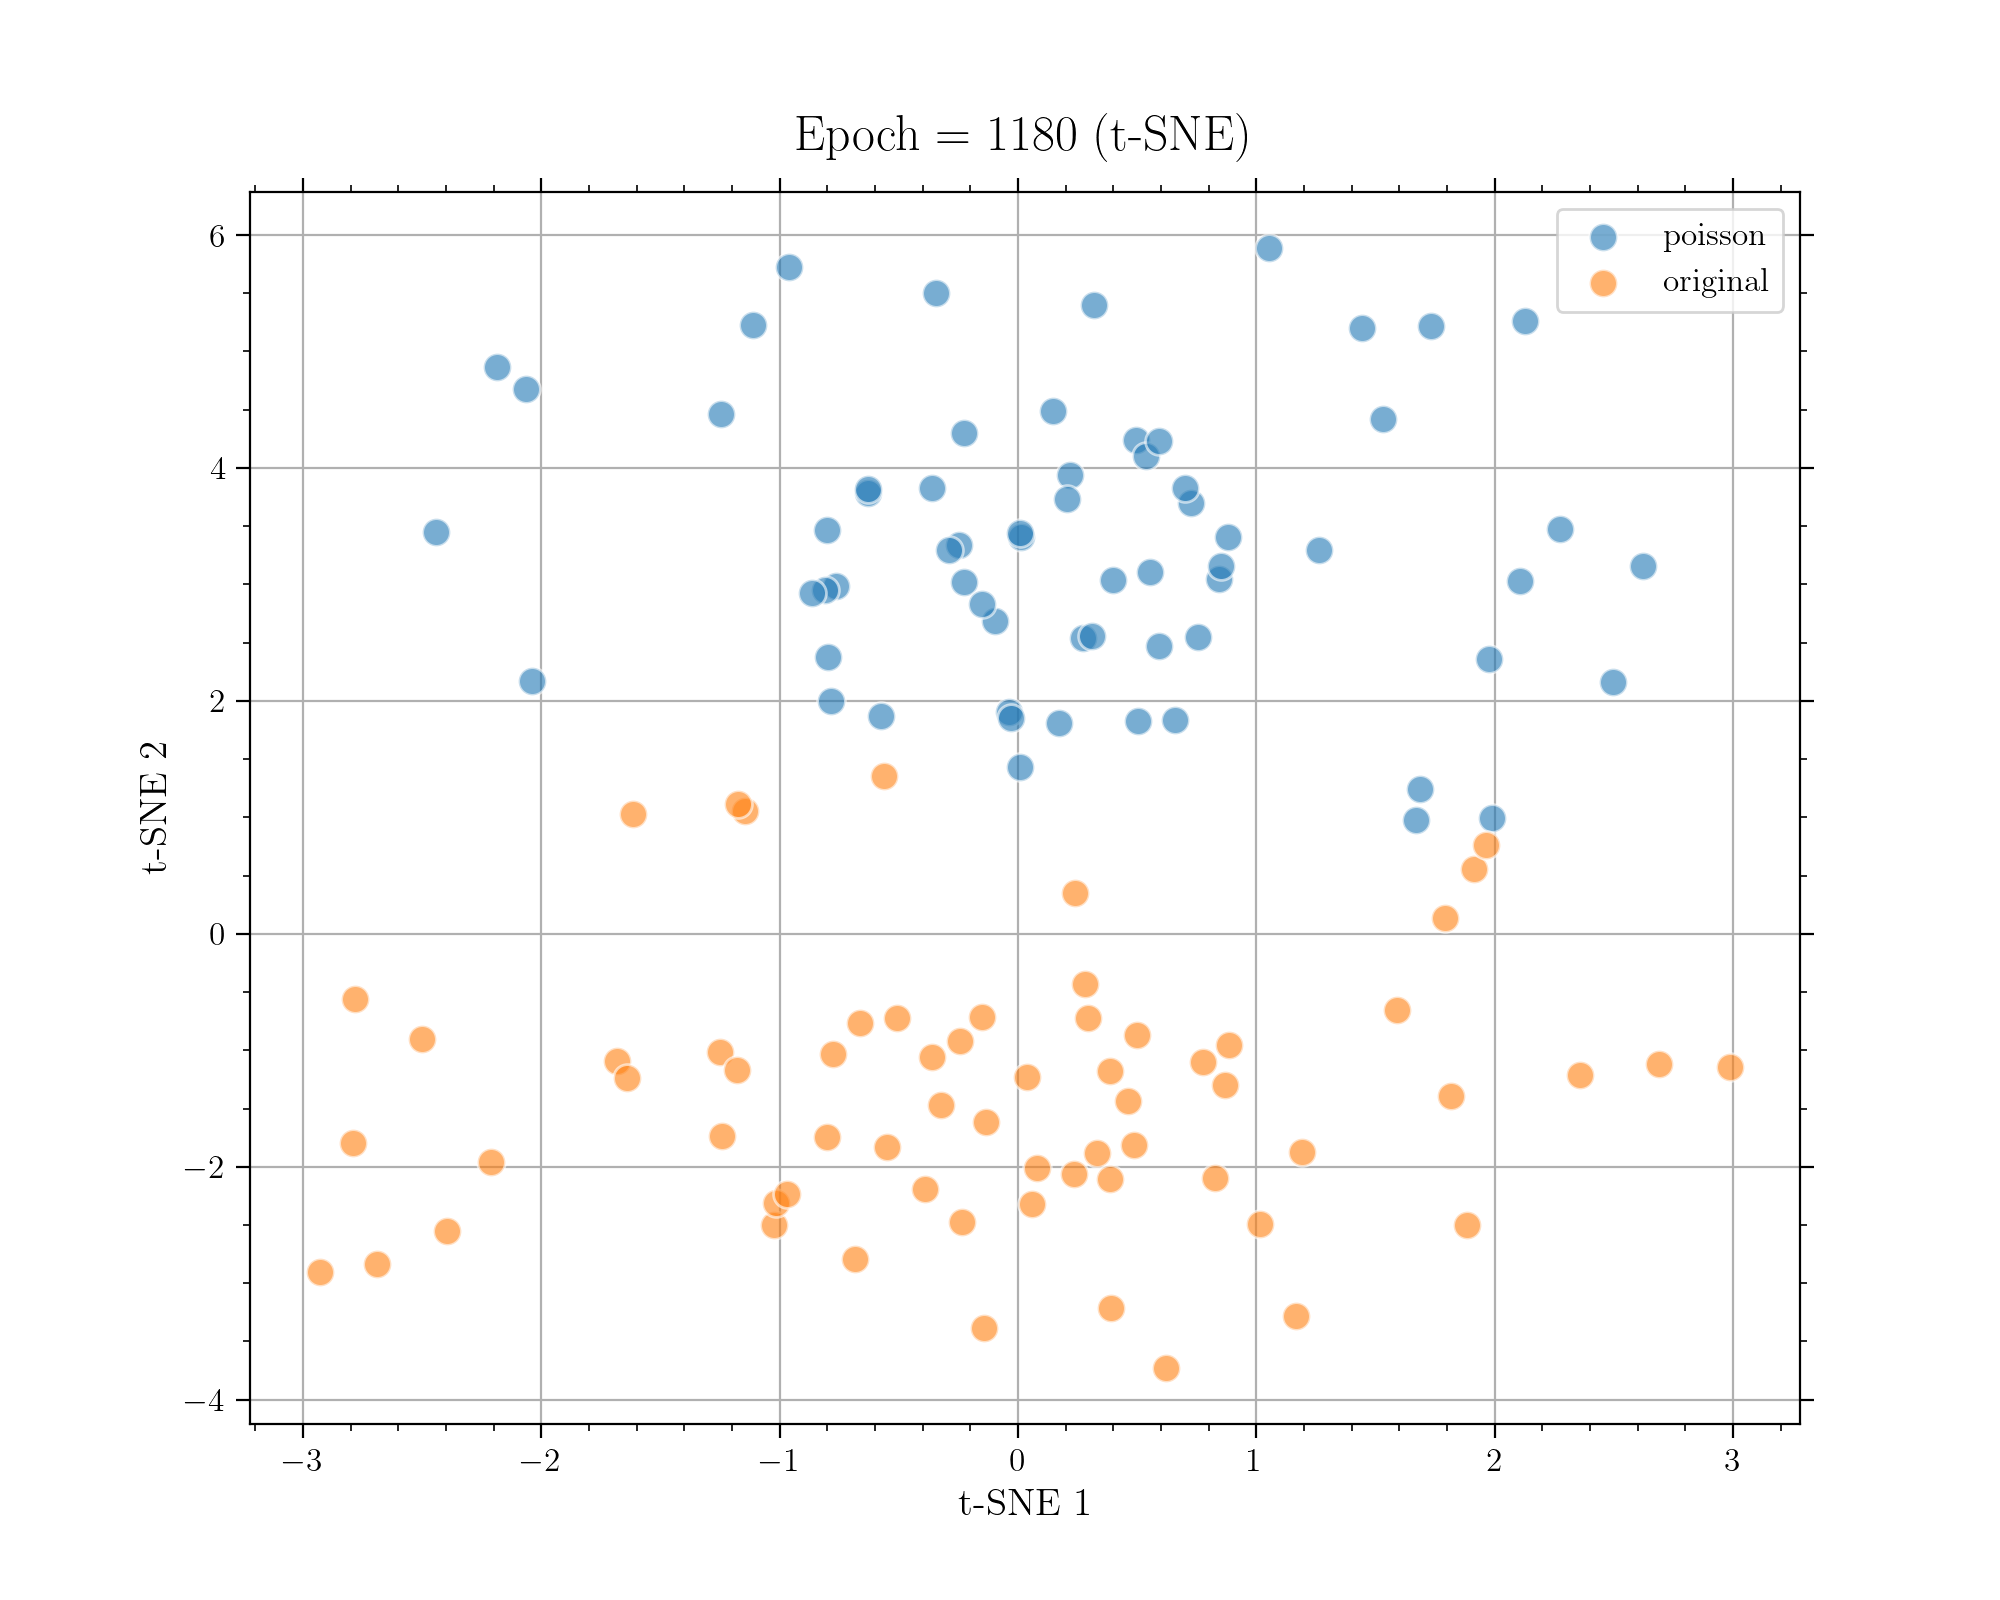 Epoch = 1180 (t-SNE)
poisson
original
6
4
2
0
−2
−4
t-SNE 2
−3
−2
−1
0
1
2
3
t-SNE 1